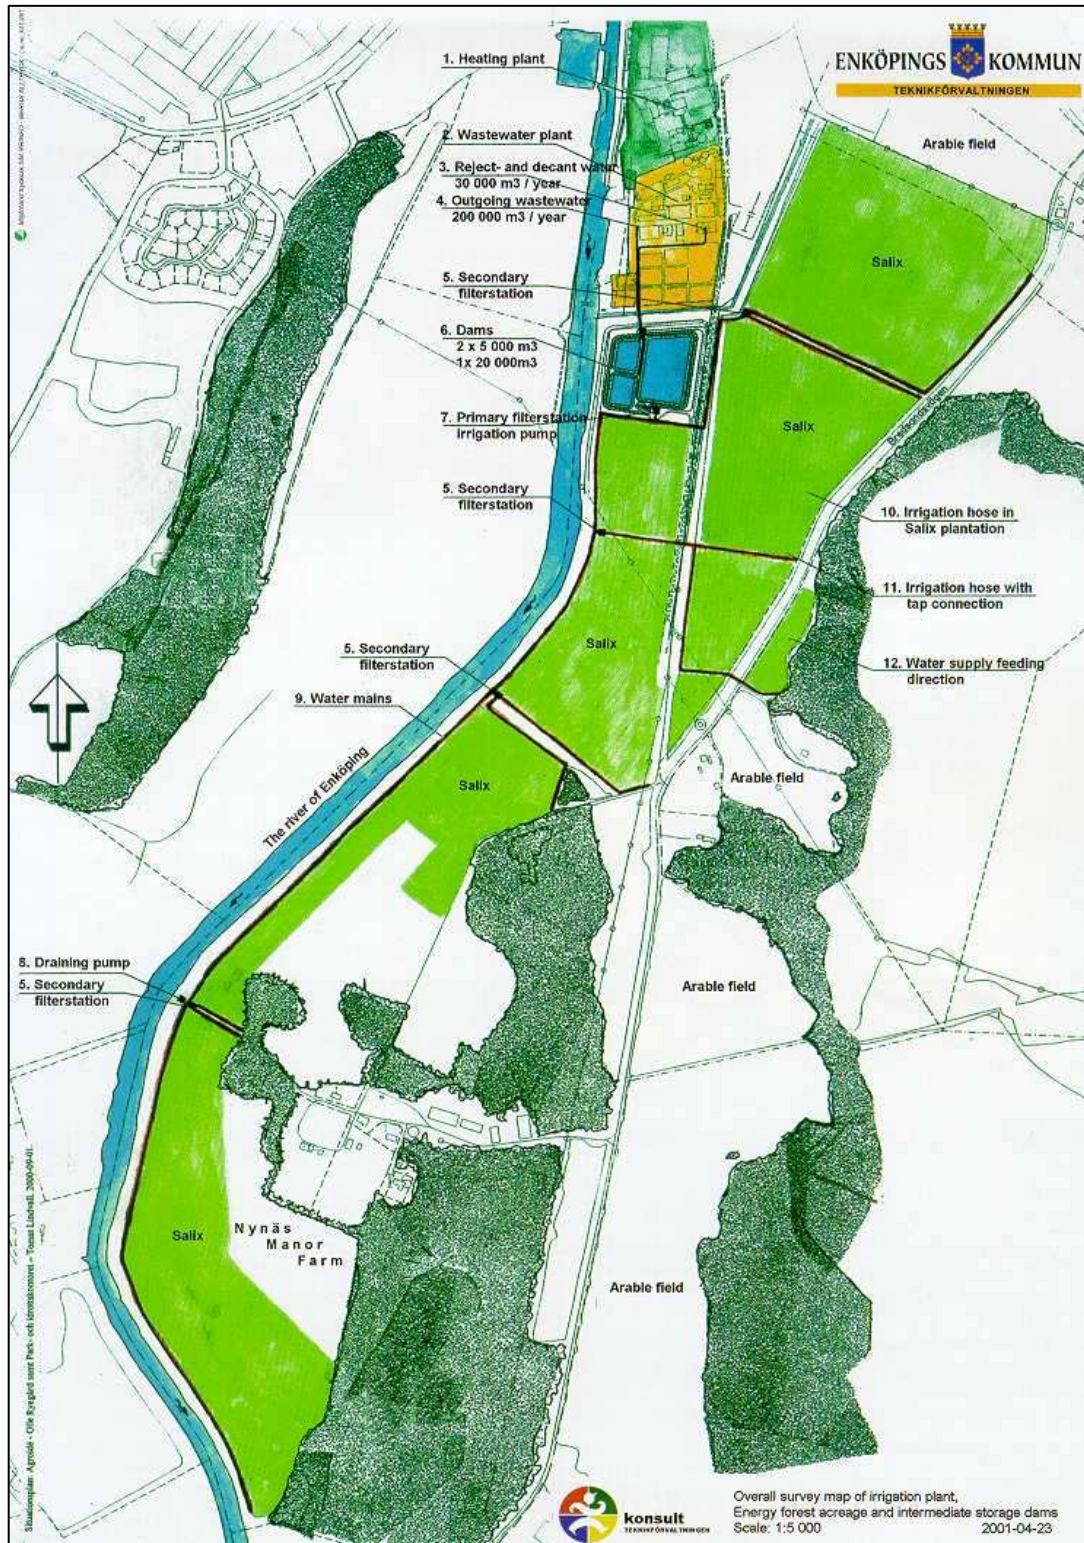 ENKÖPINGS KOMMUN
TEKNIKFÖRVALTNINGEN
1. Heating plant
2. Wastewater plant
3. Reject- and decant water
30 000 m3 / year
4. Outgoing wastewater
200 000 m3 / year
5. Secondary
filterstation
6. Dams
2 x 5 000 m3
1x 20 000m3
7. Primary filterstation
irrigation pump
5. Secondary
filterstation
5. Secondary
filterstation
9. Water mains
8. Draining pump
5. Secondary
filterstation
Arable field
Salix
Salix
10. Irrigation hose in
Salix plantation
11. Irrigation hose with
tap connection
12. Water supply feeding
direction
Salix
Salix
Arable field
The river of Enköping
Arable field
Salix
Nynäs
Manor
Farm
Arable field
konsult
TEKNIKFÖRVALTNINGEN
Overall survey map of irrigation plant,
Energy forest acreage and intermediate storage dams
Scale: 1:5 000
2001-04-23